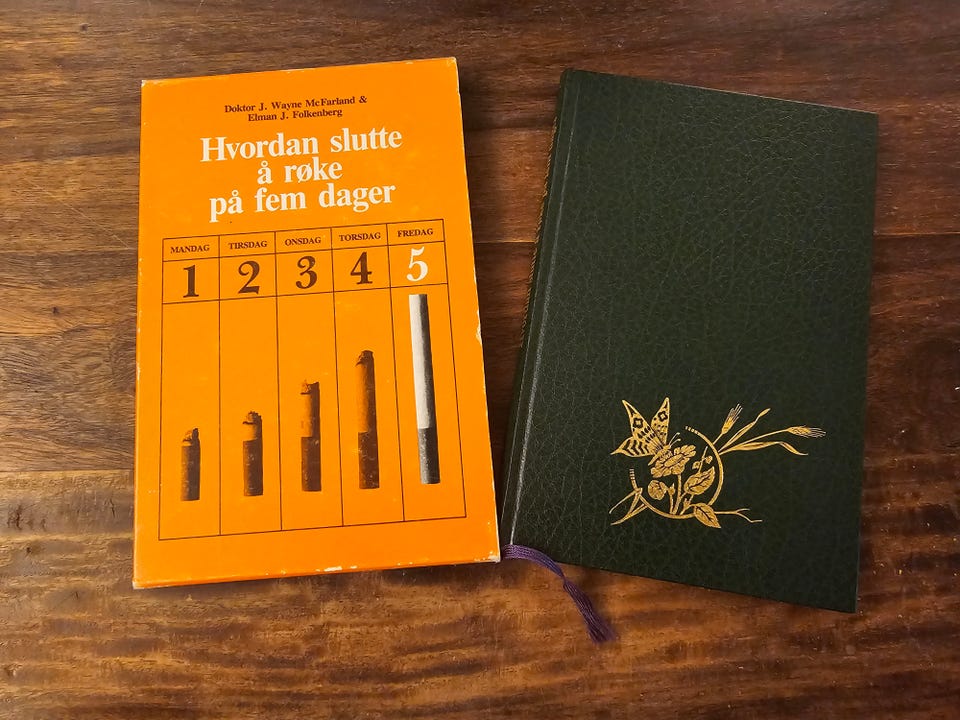 Doktor J. Wayne McFarland &
Elman J. Folkenberg
Hvordan slutte
å røke
på fem dager
MANDAG TIRSDAG ONSDAG TORSDAG FREDAG
1 2 3 4 5